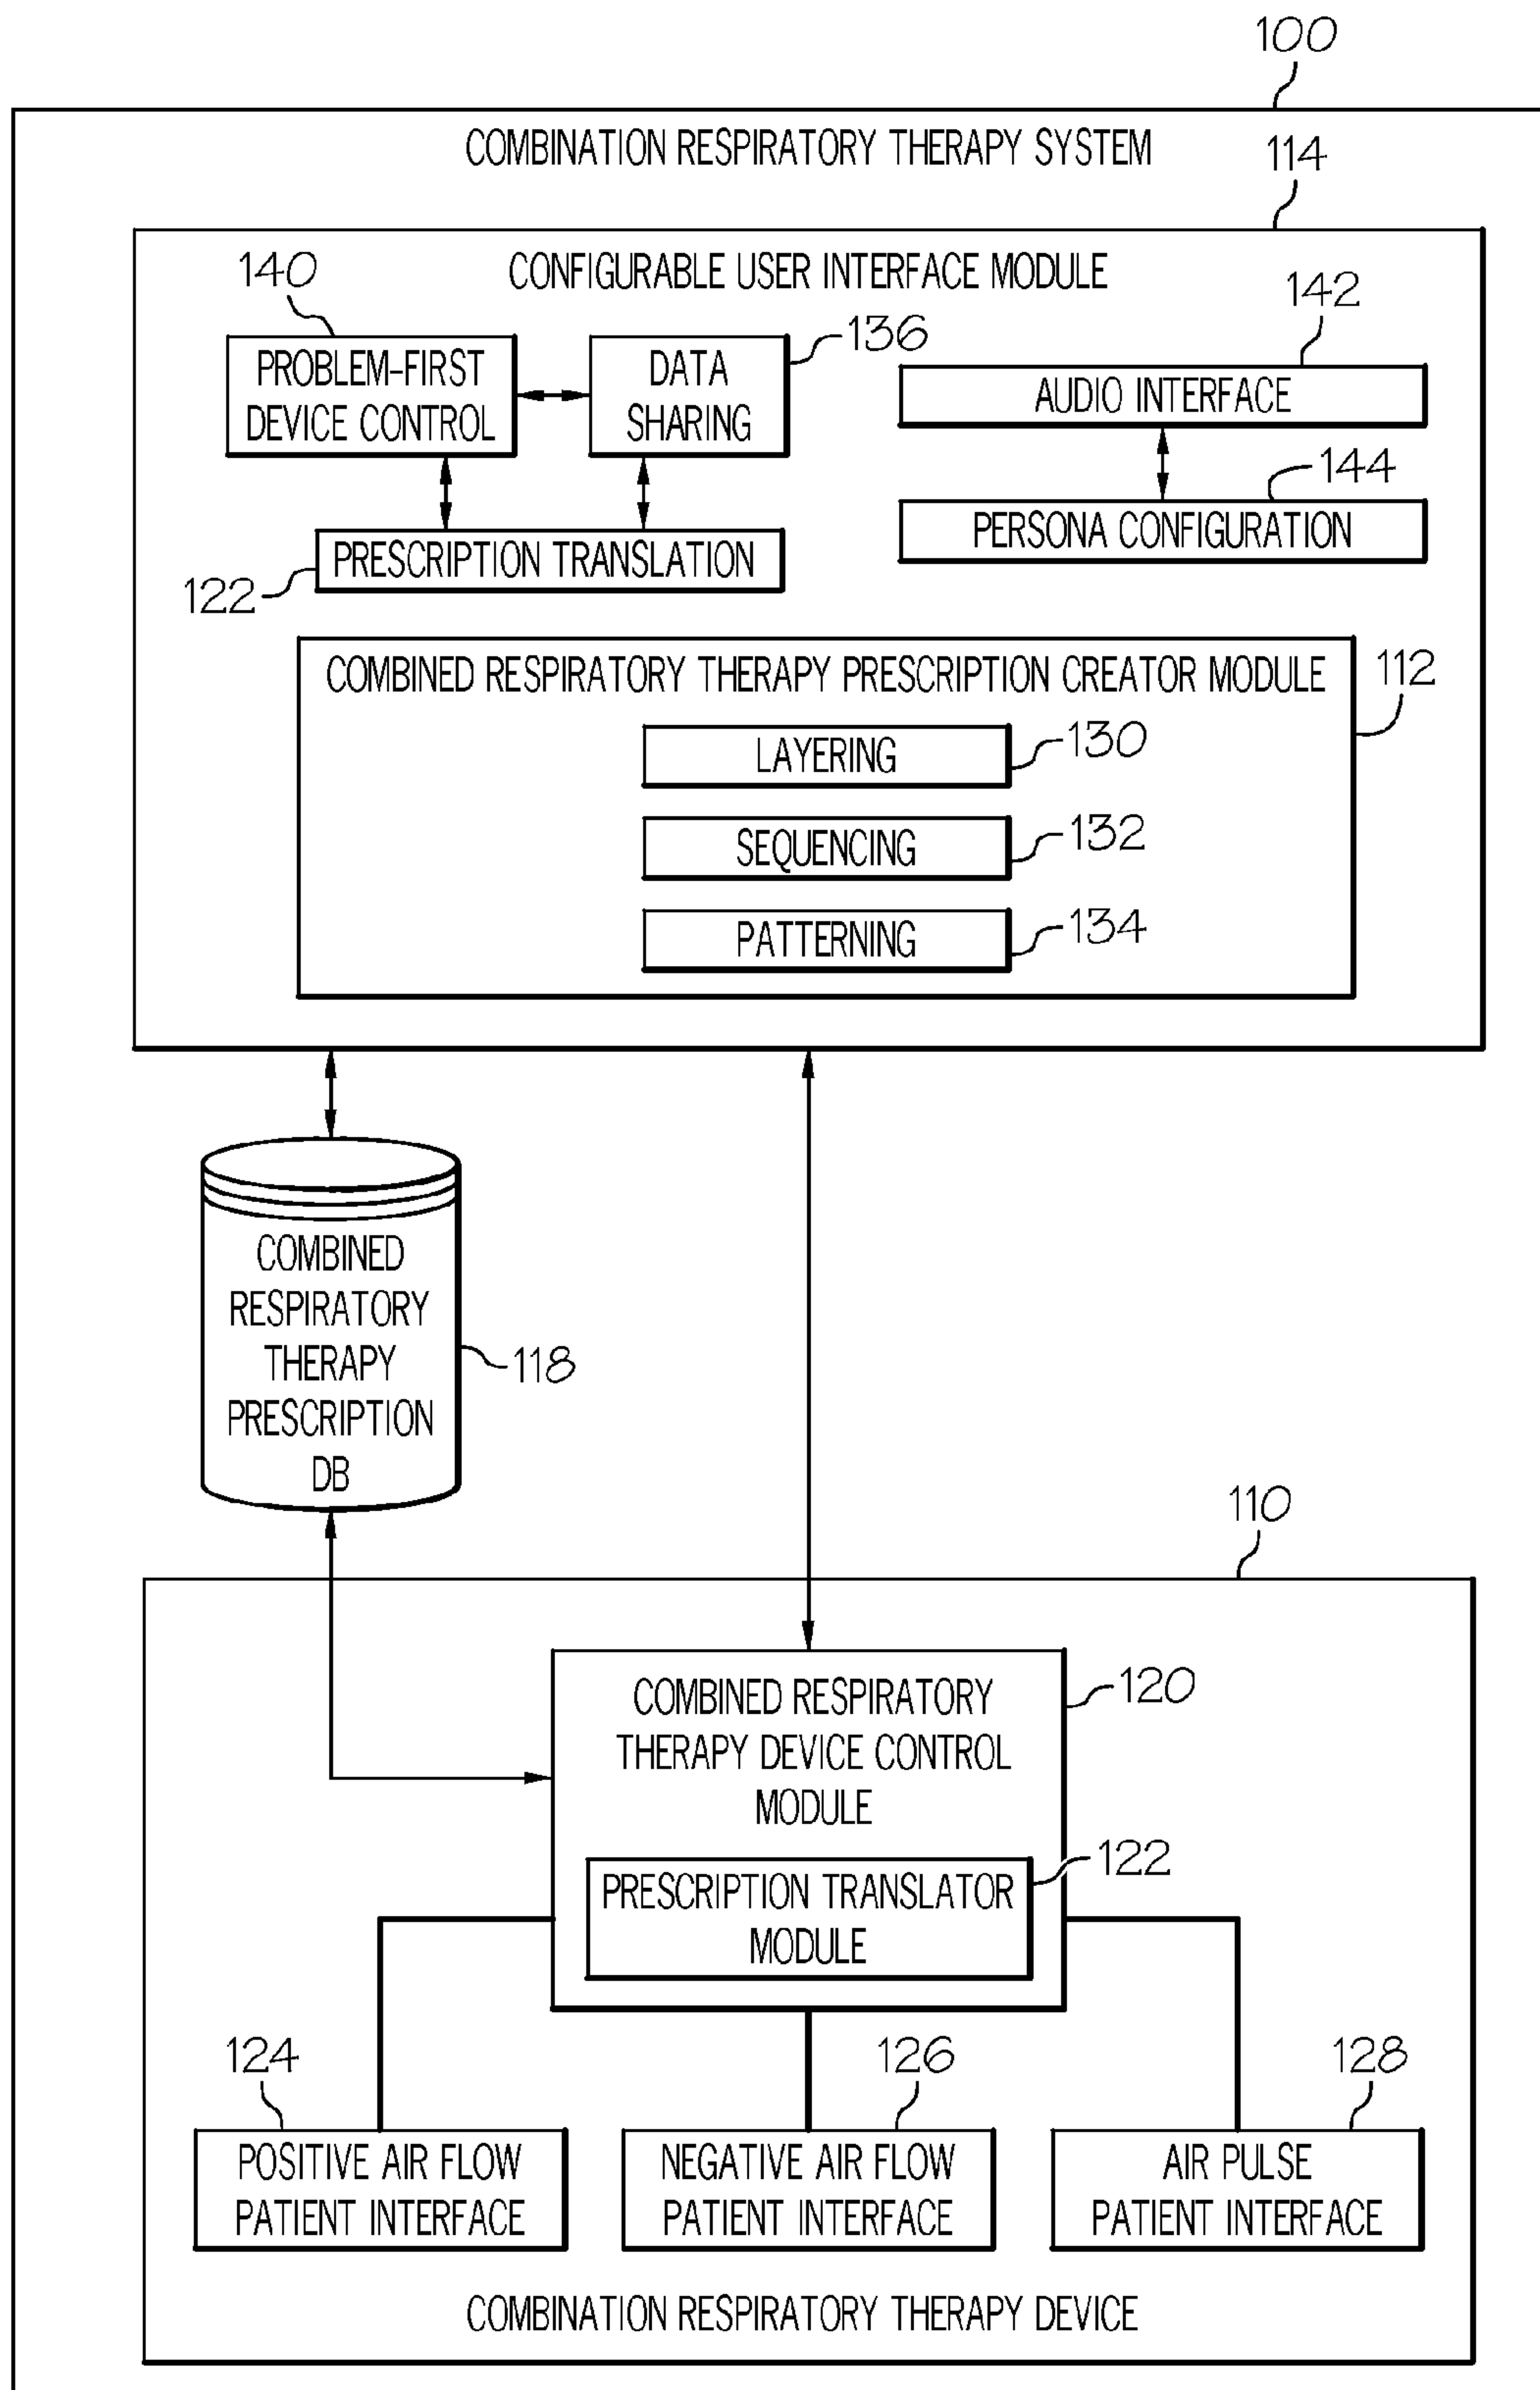 100
COMBINATION RESPIRATORY THERAPY SYSTEM
114
CONFIGURABLE USER INTERFACE MODULE
140
PROBLEM-FIRST
DEVICE CONTROL
DATA
SHARING
136
142
AUDIO INTERFACE
144
PERSONA CONFIGURATION
PRESCRIPTION TRANSLATION
122
COMBINED RESPIRATORY THERAPY PRESCRIPTION CREATOR MODULE
112
LAYERING
130
SEQUENCING
132
PATTERNING
134
COMBINED
RESPIRATORY
THERAPY
PRESCRIPTION
DB
118
110
COMBINED RESPIRATORY
THERAPY DEVICE CONTROL
MODULE
120
PRESCRIPTION TRANSLATOR
MODULE
122
124
POSITIVE AIR FLOW
PATIENT INTERFACE
126
NEGATIVE AIR FLOW
PATIENT INTERFACE
128
AIR PULSE
PATIENT INTERFACE
COMBINATION RESPIRATORY THERAPY DEVICE